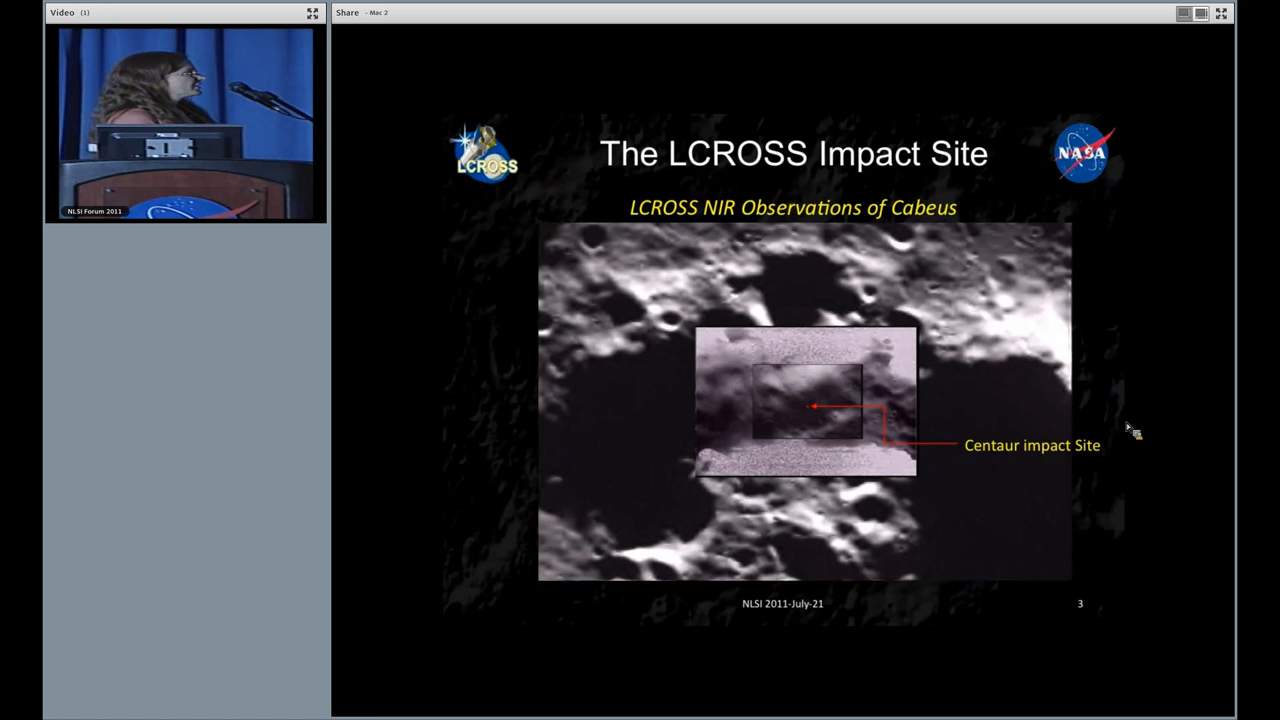 Video (1)
Share - Mac 2
NLSI Forum 2011
LCROSS
The LCROSS Impact Site
NASA
LCROSS NIR Observations of Cabeus
Centaur impact Site
NLSI 2011-July-21
3